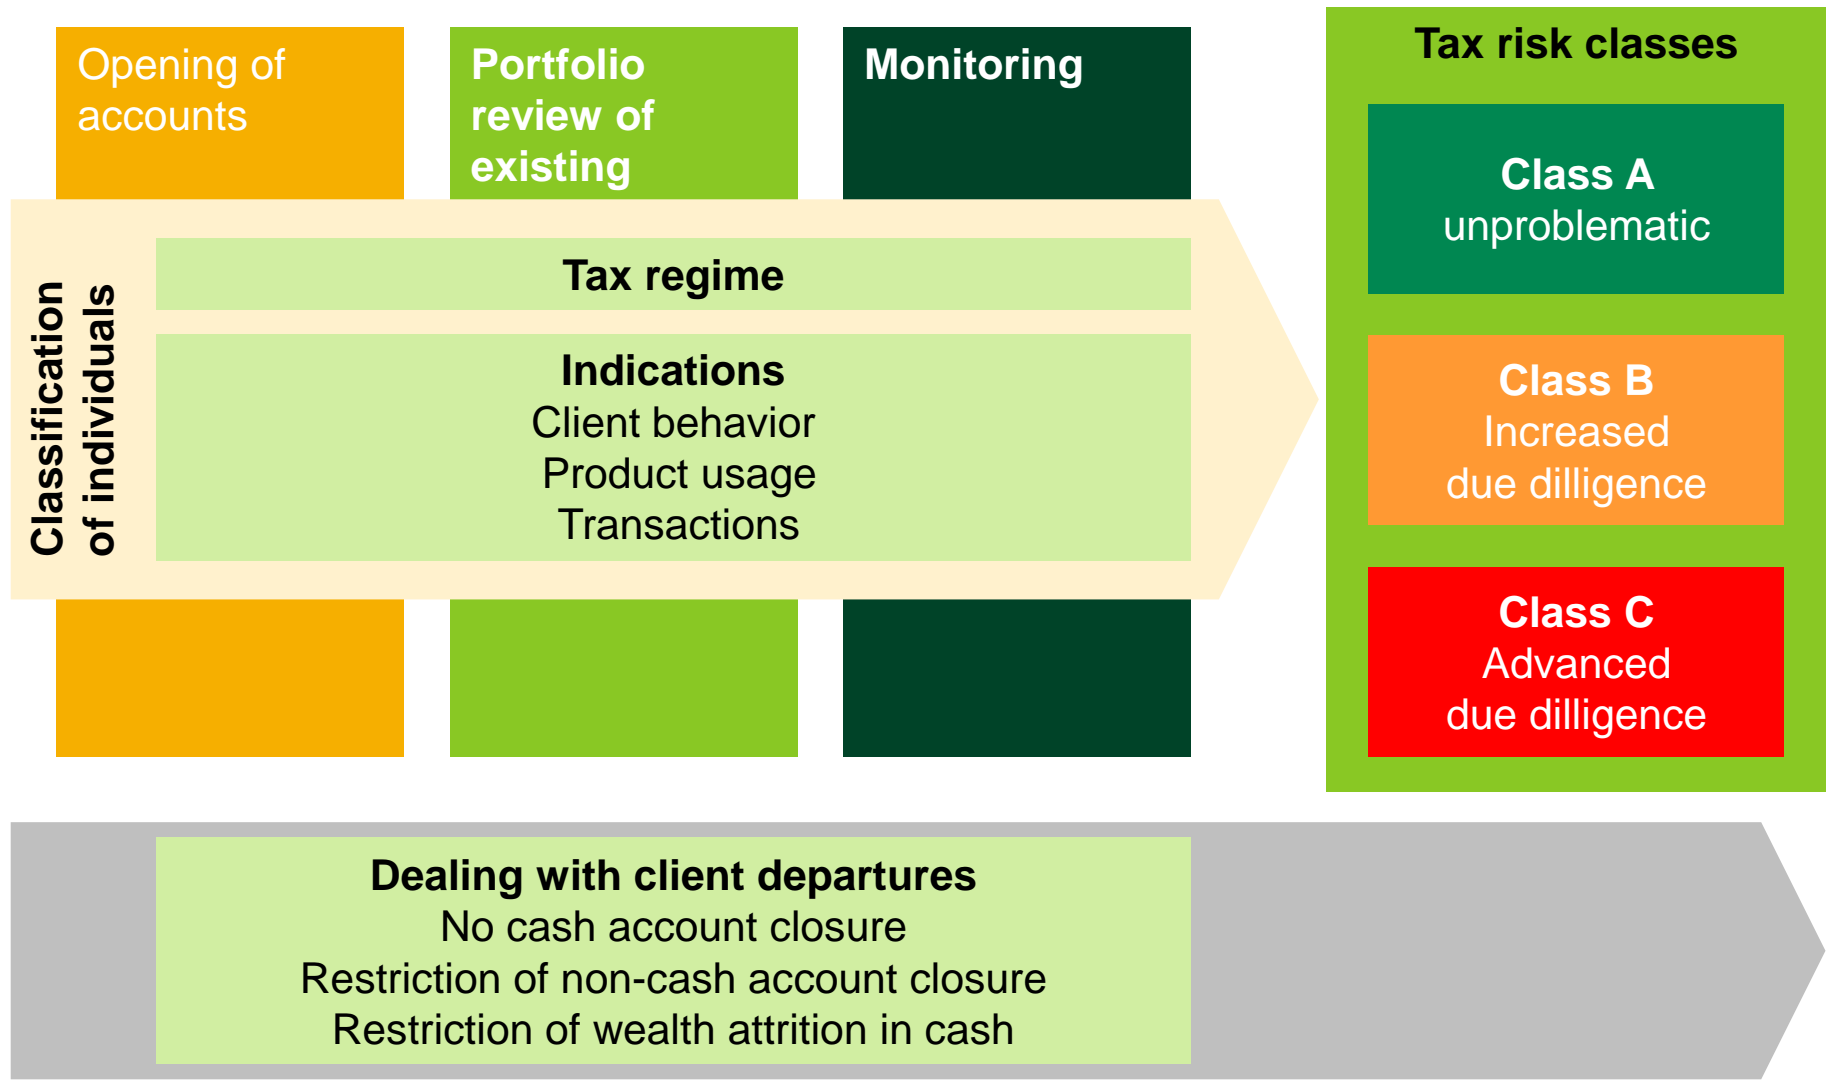 Opening of
accounts
Portfolio
review of
existing
Monitoring
Classification
of individuals
Tax regime
Indications
Client behavior
Product usage
Transactions
Tax risk classes
Class A
unproblematic
Class B
Increased
due dilligence
Class C
Advanced
due dilligence
Dealing with client departures
No cash account closure
Restriction of non-cash account closure
Restriction of wealth attrition in cash